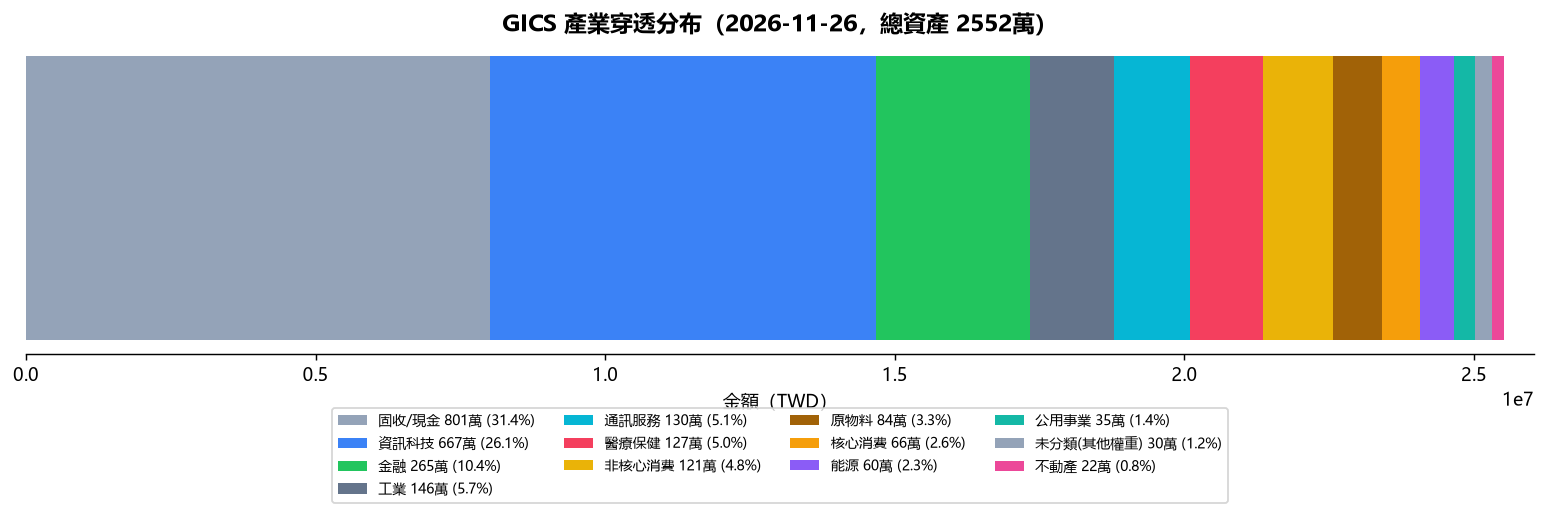 GICS 產業穿透分布（2026-11-26，總資產 2552萬）
0.0 0.5 1.0 1.5 2.0 2.5
1e7
金額（TWD）
固收/現金 801萬 (31.4%)
資訊科技 667萬 (26.1%)
金融 265萬 (10.4%)
工業 146萬 (5.7%)
通訊服務 130萬 (5.1%)
醫療保健 127萬 (5.0%)
非核心消費 121萬 (4.8%)
原物料 84萬 (3.3%)
核心消費 66萬 (2.6%)
能源 60萬 (2.3%)
公用事業 35萬 (1.4%)
未分類(其他權重) 30萬 (1.2%)
不動產 22萬 (0.8%)